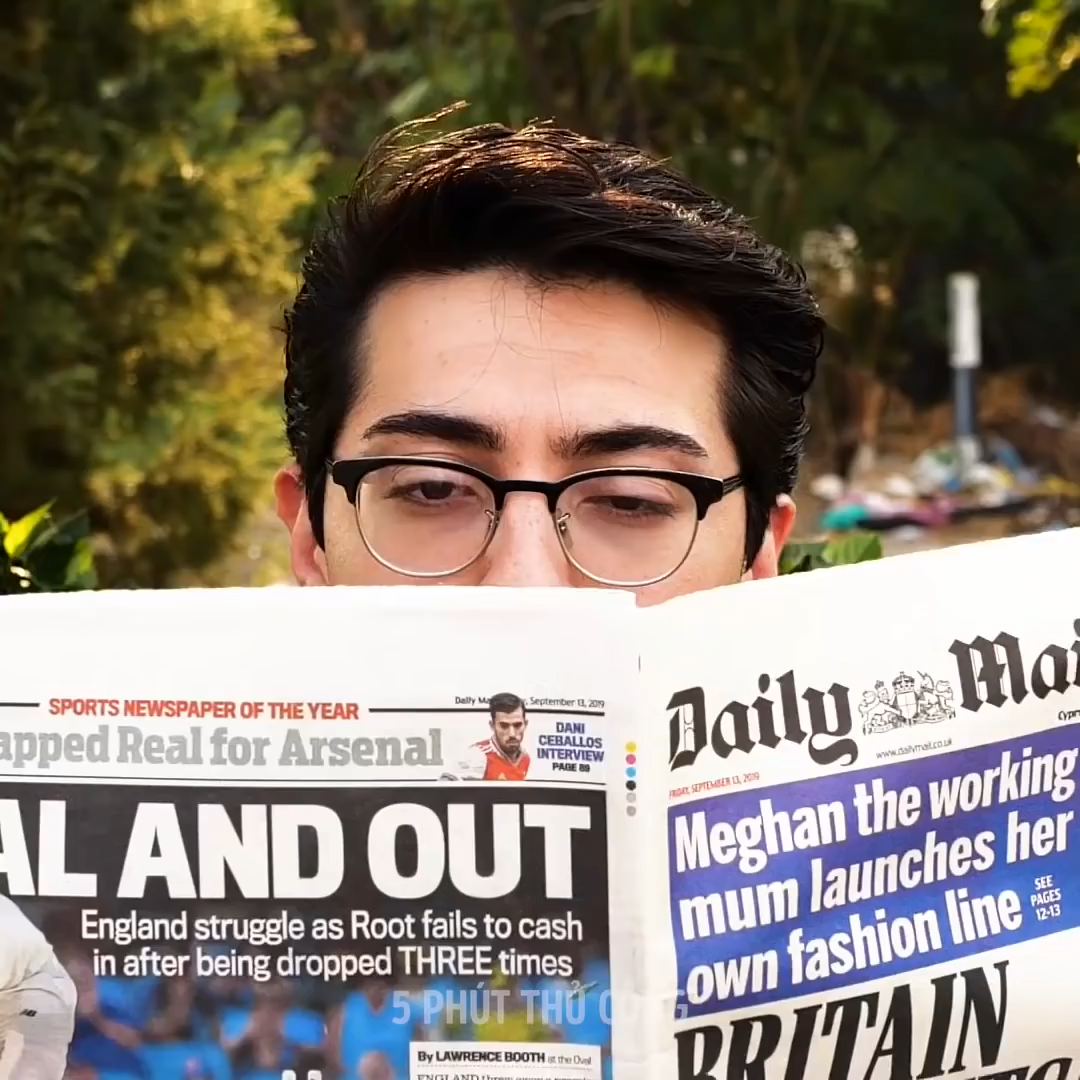 SPORTS NEWSPAPER OF THE YEAR
September 13, 2019
apped Real for Arsenal
DANI
CEBALLOS
INTERVIEW
PAGE 89
AL AND OUT
England struggle as Root fails to cash
in after being dropped THREE times
By LAWRENCE BOOTH at the Oval
Daily Mai
www.dailymail.co.uk
FRIDAY, SEPTEMBER 13, 2019
Meghan the working
mum launches her
own fashion line
SEE
PAGES
12-13
BRITAIN
5 PHÚT THỦ CÔNG